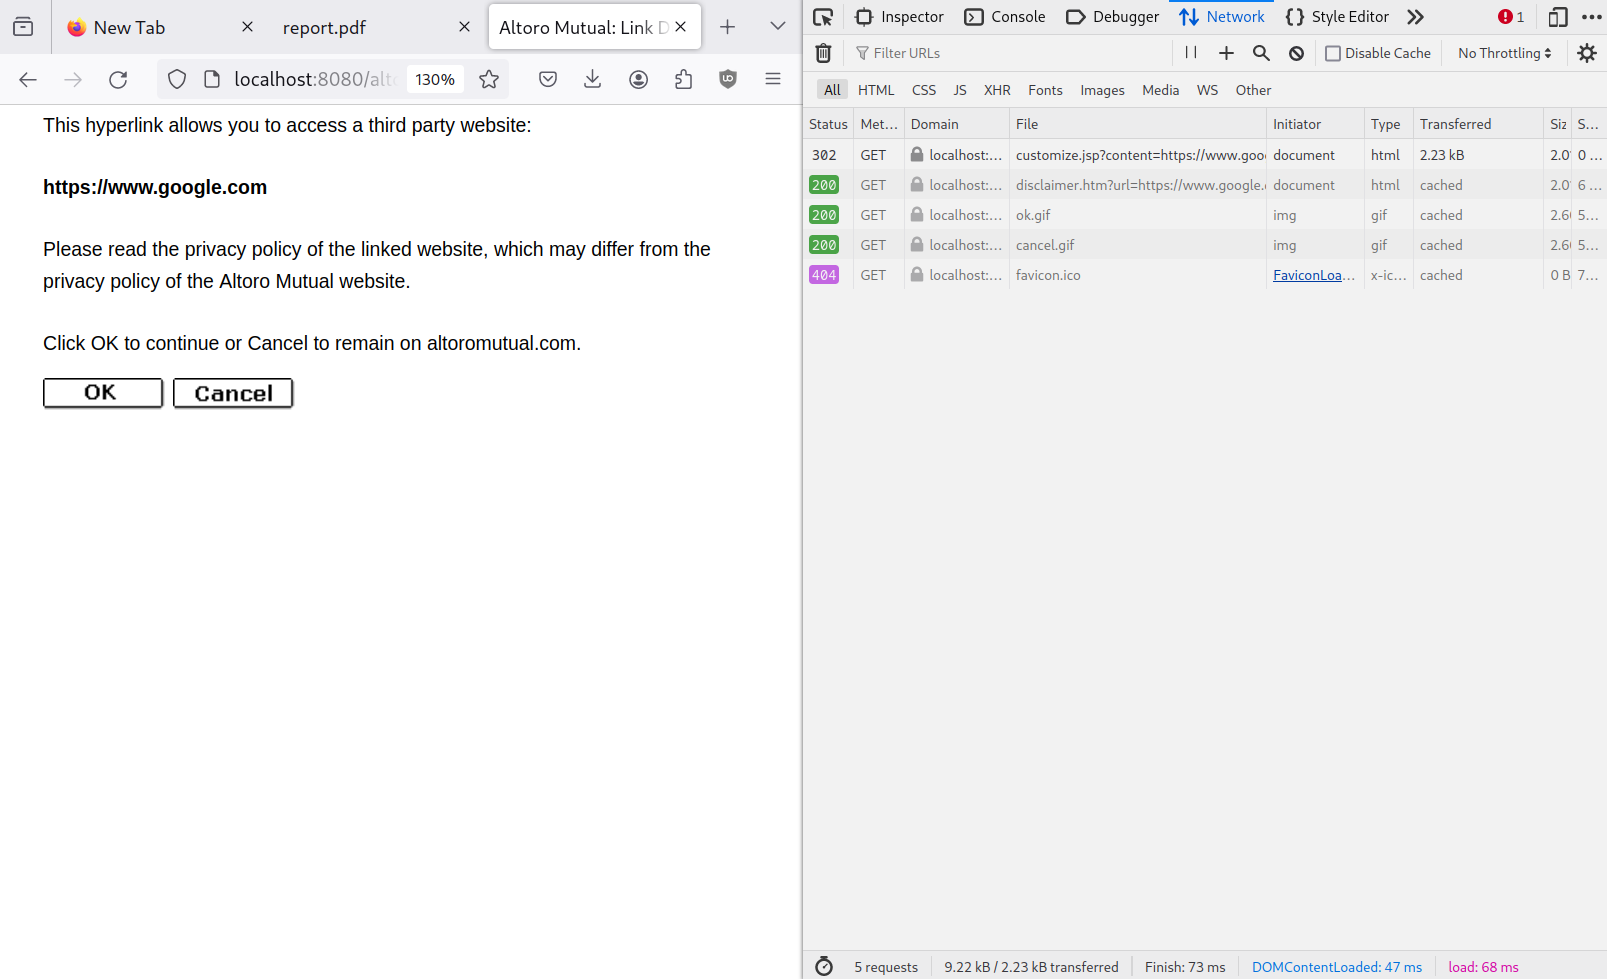 New Tab
report.pdf
Altoro Mutual: Link D
localhost:8080/alto
130%
This hyperlink allows you to access a third party website:
https://www.google.com
Please read the privacy policy of the linked website, which may differ from the
privacy policy of the Altoro Mutual website.
Click OK to continue or Cancel to remain on altoromutual.com.
OK Cancel
Inspector Console Debugger Network Style Editor 1
Filter URLs Disable Cache No Throttling
All HTML CSS JS XHR Fonts Images Media WS Other
Status Met... Domain File Initiator Type Transferred Siz S...
302 GET localhost:... customize.jsp?content=https://www.goo document html 2.23 kB 2.0 0 ...
200 GET localhost:... disclaimer.htm?url=https://www.google. document html cached 2.0 6 ...
200 GET localhost:... ok.gif img gif cached 2.6 5...
200 GET localhost:... cancel.gif img gif cached 2.6 5...
404 GET localhost:... favicon.ico FaviconLoa... x-ic... cached 0 B 7...
5 requests 9.22 kB / 2.23 kB transferred Finish: 73 ms DOMContentLoaded: 47 ms load: 68 ms